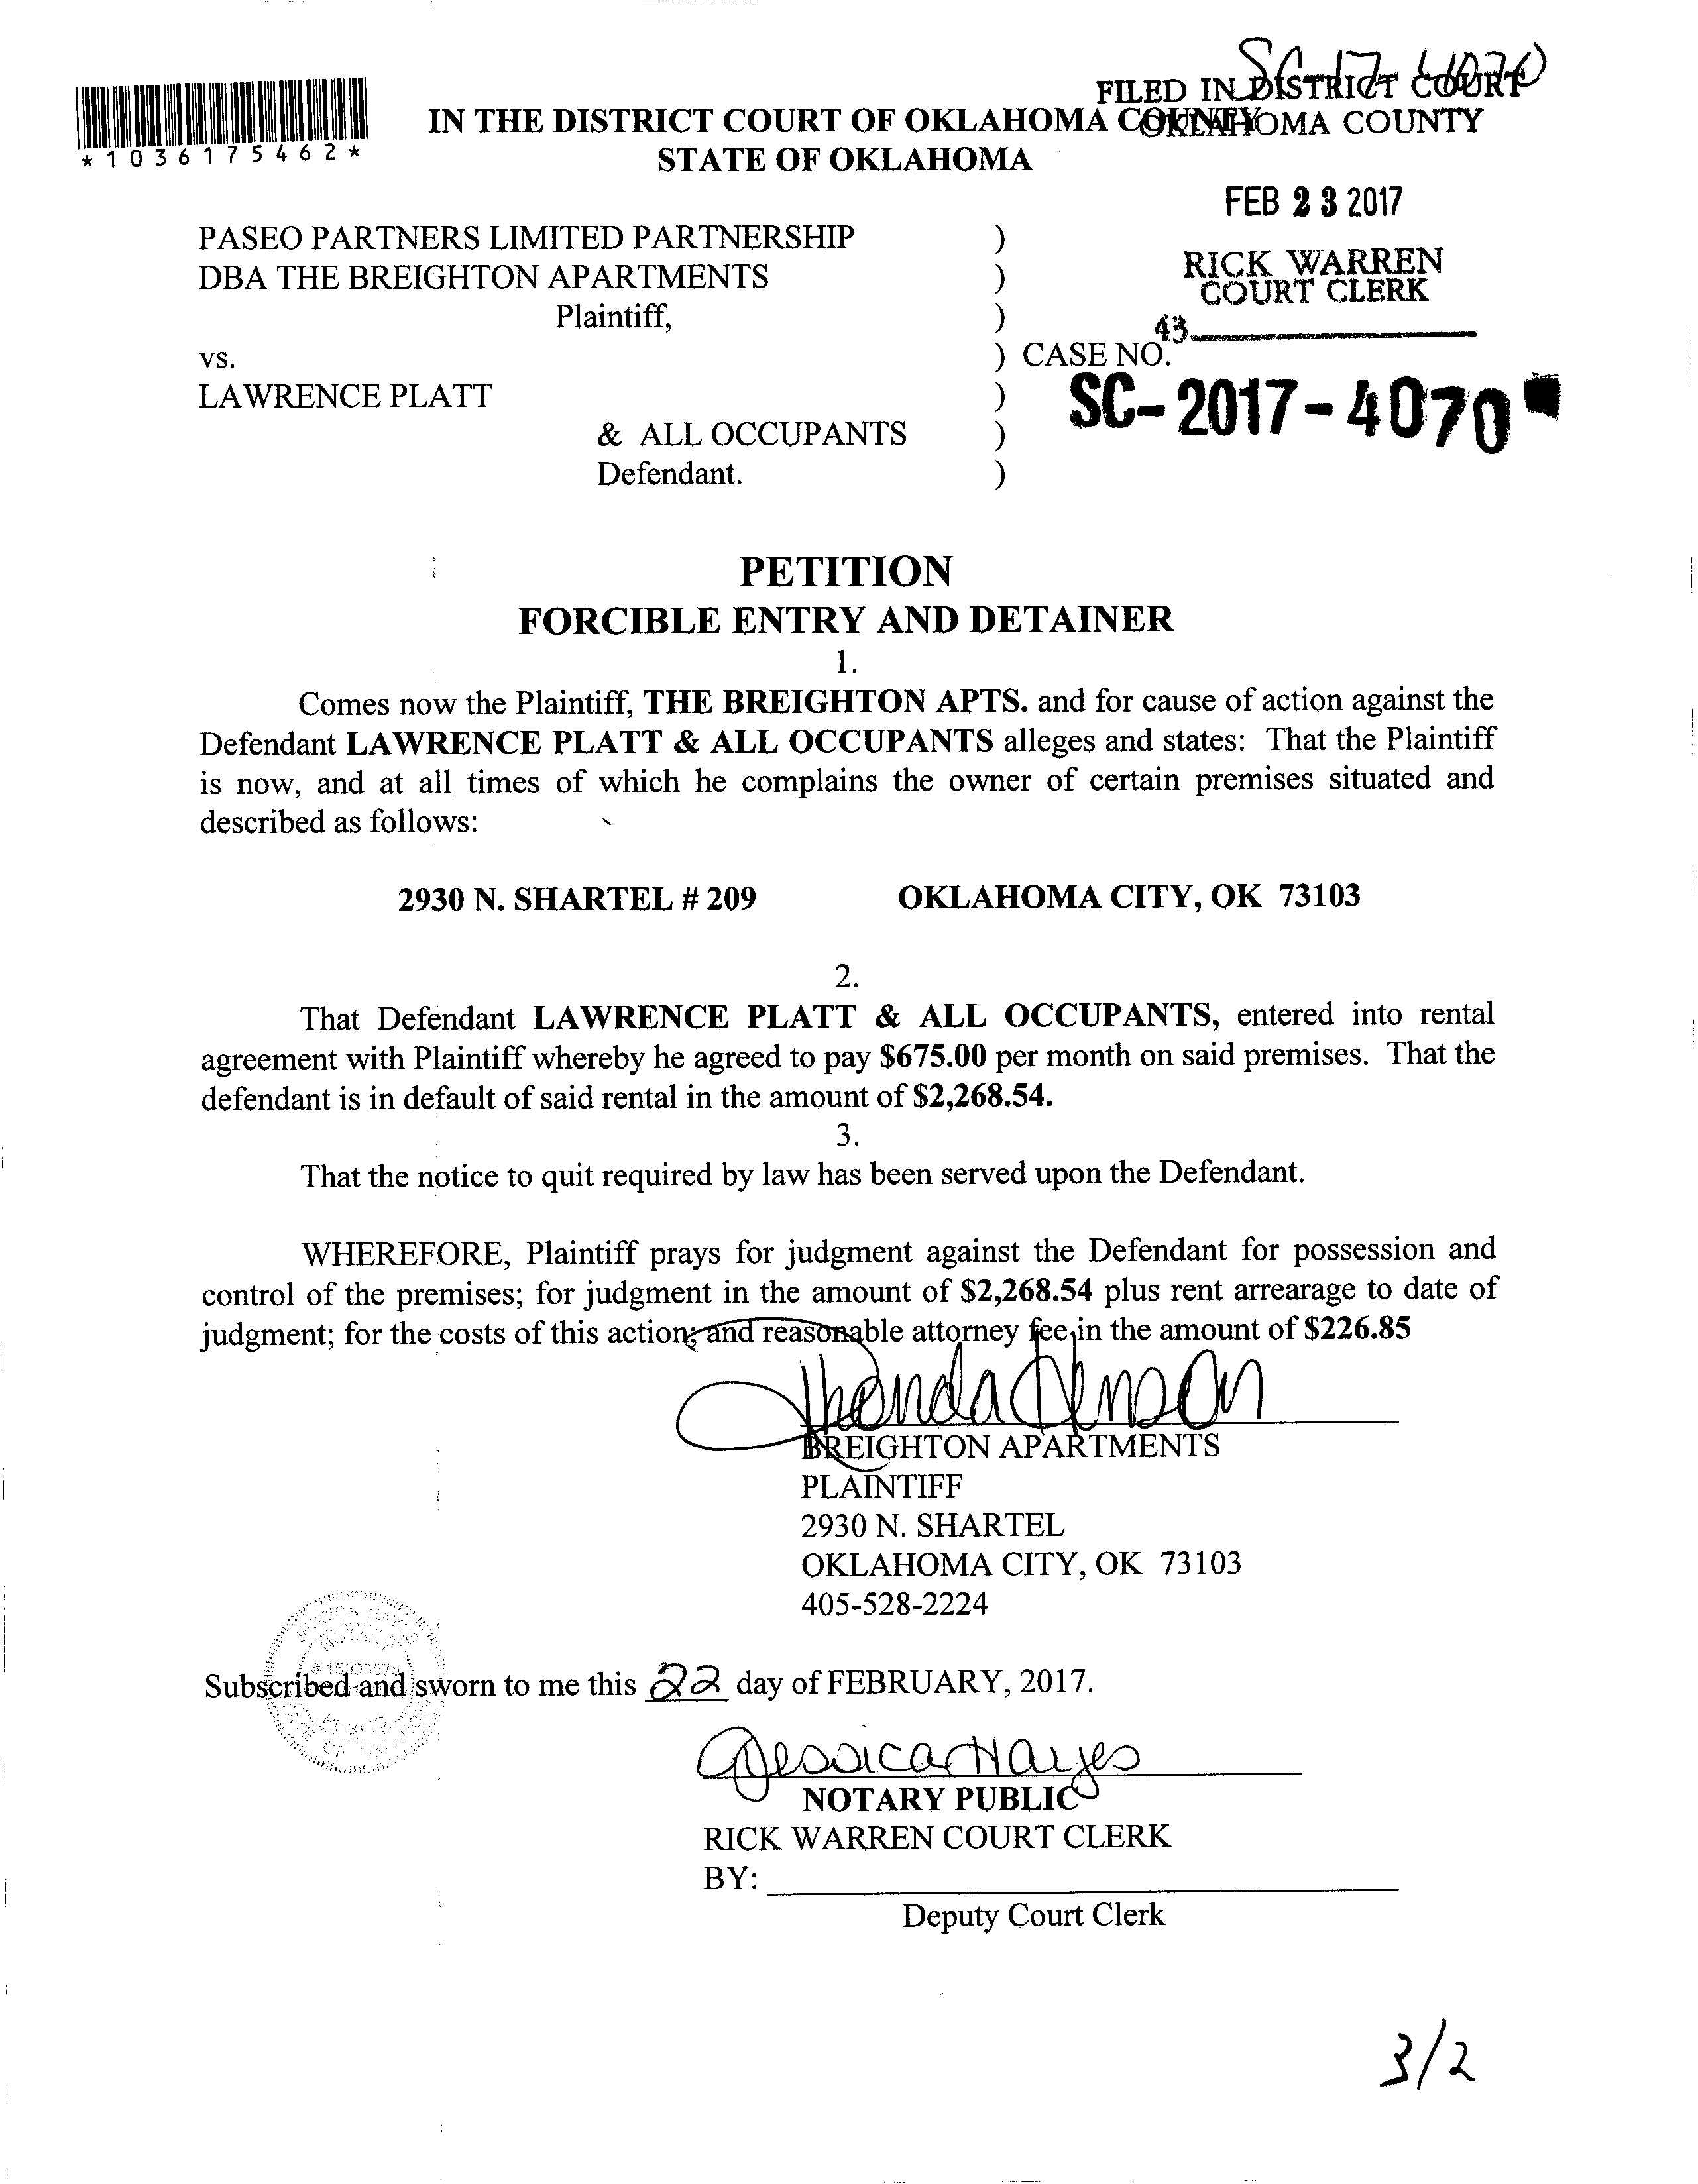 SC-17-4070
FILED IN DISTRICT COURT
OKLAHOMA COUNTY
IN THE DISTRICT COURT OF OKLAHOMA COUNTY
*1036175462*
STATE OF OKLAHOMA
FEB 23 2017
PASEO PARTNERS LIMITED PARTNERSHIP )
RICK WARREN
DBA THE BREIGHTON APARTMENTS )
COURT CLERK
Plaintiff, )
43
vs. ) CASE NO.
LAWRENCE PLATT )
SC-2017-4070
& ALL OCCUPANTS )
Defendant. )
PETITION
FORCIBLE ENTRY AND DETAINER
1.
Comes now the Plaintiff, THE BREIGHTON APTS. and for cause of action against the
Defendant LAWRENCE PLATT & ALL OCCUPANTS alleges and states: That the Plaintiff
is now, and at all times of which he complains the owner of certain premises situated and
described as follows:
2930 N. SHARTEL # 209 OKLAHOMA CITY, OK 73103
2.
That Defendant LAWRENCE PLATT & ALL OCCUPANTS, entered into rental
agreement with Plaintiff whereby he agreed to pay $675.00 per month on said premises. That the
defendant is in default of said rental in the amount of $2,268.54.
3.
That the notice to quit required by law has been served upon the Defendant.
WHEREFORE, Plaintiff prays for judgment against the Defendant for possession and
control of the premises; for judgment in the amount of $2,268.54 plus rent arrearage to date of
judgment; for the costs of this action; and reasonable attorney fee in the amount of $226.85
BREIGHTON APARTMENTS
PLAINTIFF
2930 N. SHARTEL
OKLAHOMA CITY, OK 73103
405-528-2224
Subscribed and sworn to me this 22 day of FEBRUARY, 2017.
Jessica Hayes
NOTARY PUBLIC
RICK WARREN COURT CLERK
BY:
Deputy Court Clerk
3/2